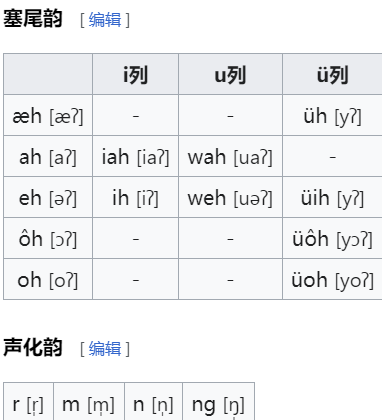 塞尾韵 [ 编辑 ]
i列 u列 ü列
æh [æʔ] - - üh [yʔ]
ah [aʔ] iah [iaʔ] wah [uaʔ] -
eh [əʔ] ih [iʔ] weh [uəʔ] üih [yʔ]
ôh [ɔʔ] - - üôh [yɔʔ]
oh [oʔ] - - üoh [yoʔ]
声化韵 [ 编辑 ]
r [r̩] m [m̩] n [n̩] ng [ŋ̍]